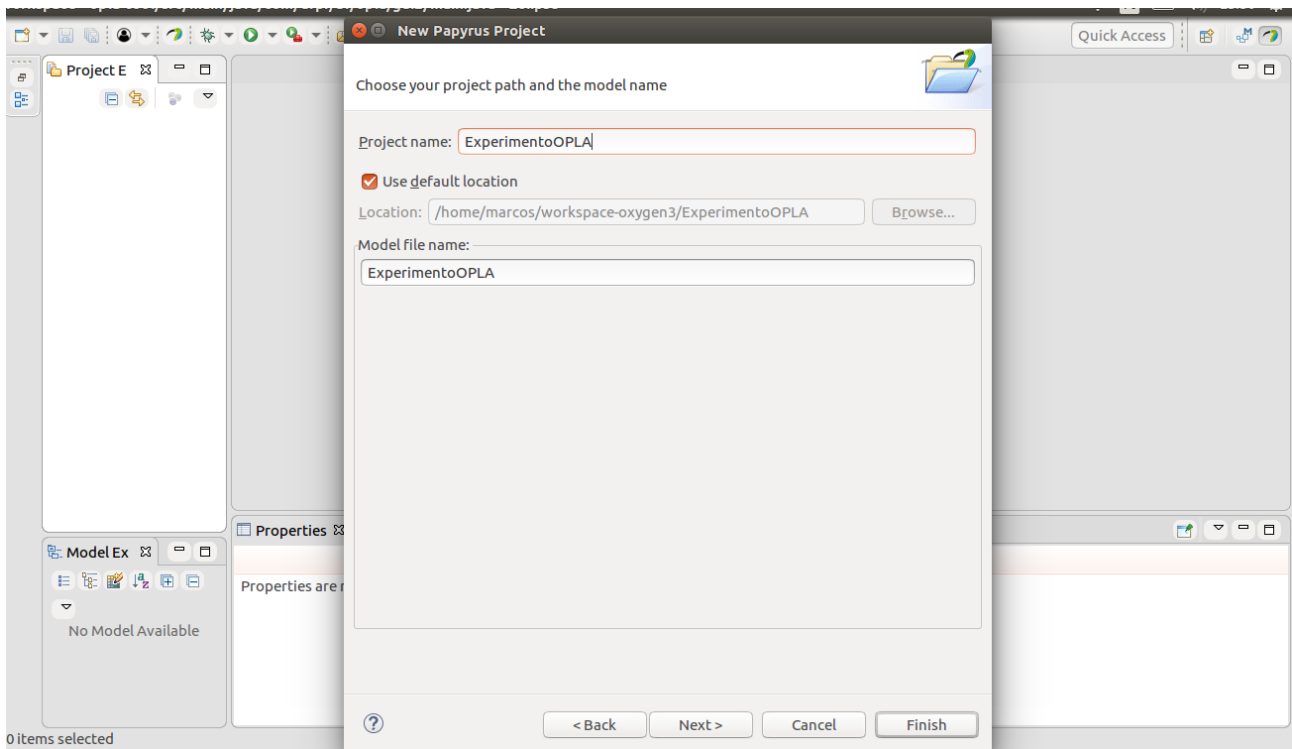 New Papyrus Project
Quick Access
Project E
Choose your project path and the model name
Project name: ExperimentoOPLA
Use default location
Location: /home/marcos/workspace-oxygen3/ExperimentoOPLA Browse...
Model file name:
ExperimentoOPLA
Properties
Model Ex
Properties are
No Model Available
< Back Next > Cancel Finish
0 items selected